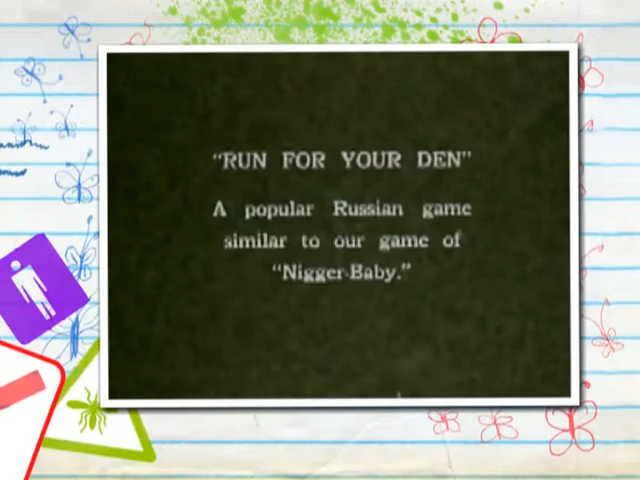 "RUN FOR YOUR DEN"
A popular Russian game
similar to our game of
"Nigger-Baby."